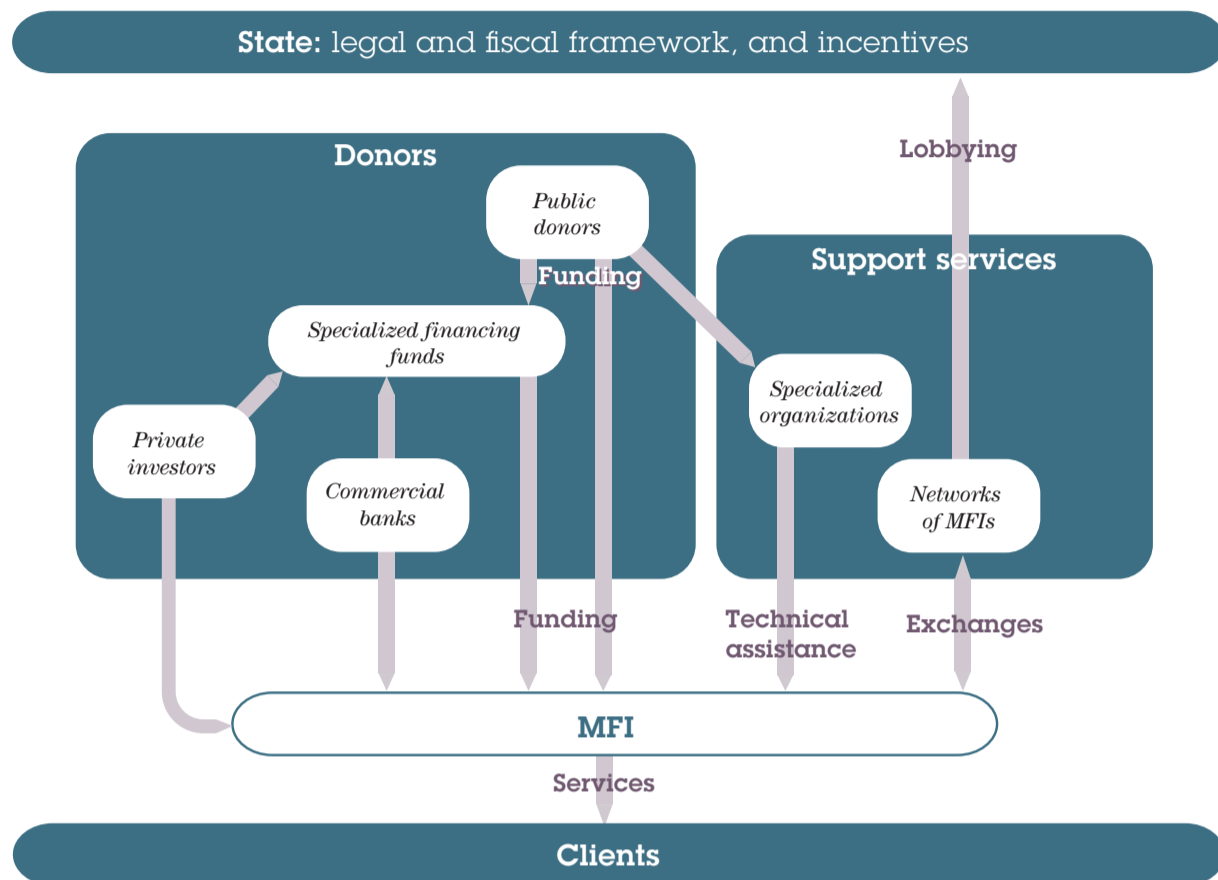 State: legal and fiscal framework, and incentives
Lobbying
Donors
Public
donors
Support services
Funding
Specialized financing
funds
Specialized
organizations
Private
investors
Commercial
banks
Networks
of MFIs
Funding
Technical
assistance
Exchanges
MFI
Services
Clients